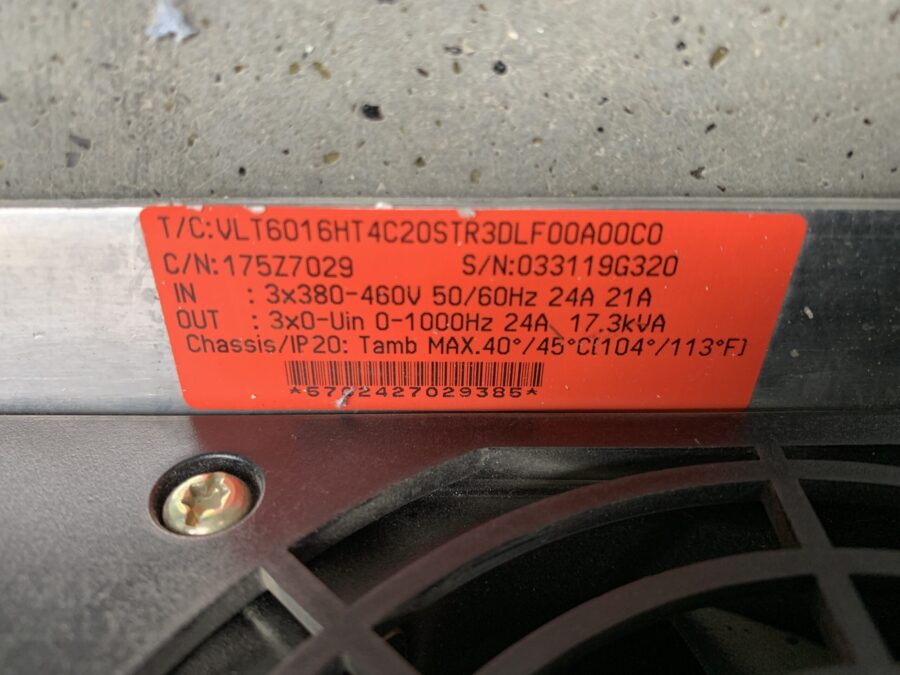 T/C:VLT6016HT4C20STR3DLF00A00C0
C/N:175Z7029 S/N:033119G320
IN : 3x380-460V 50/60Hz 24A 21A
OUT : 3x0-Uin 0-1000Hz 24A 17.3kVA
Chassis/IP20: Tamb MAX.40°/45°C(104°/113°F)
*6702427029385*